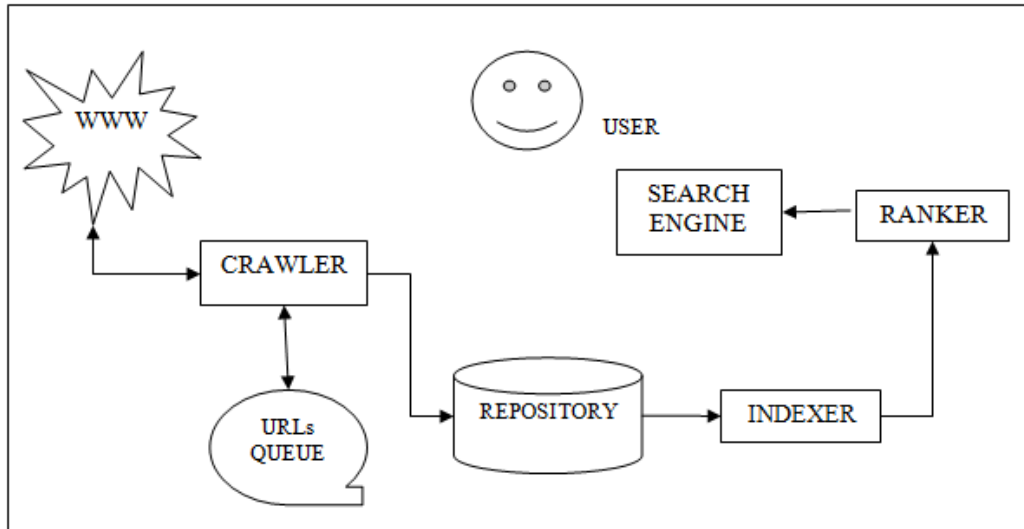 WWW
USER
SEARCH
ENGINE
RANKER
CRAWLER
URLs
QUEUE
REPOSITORY
INDEXER